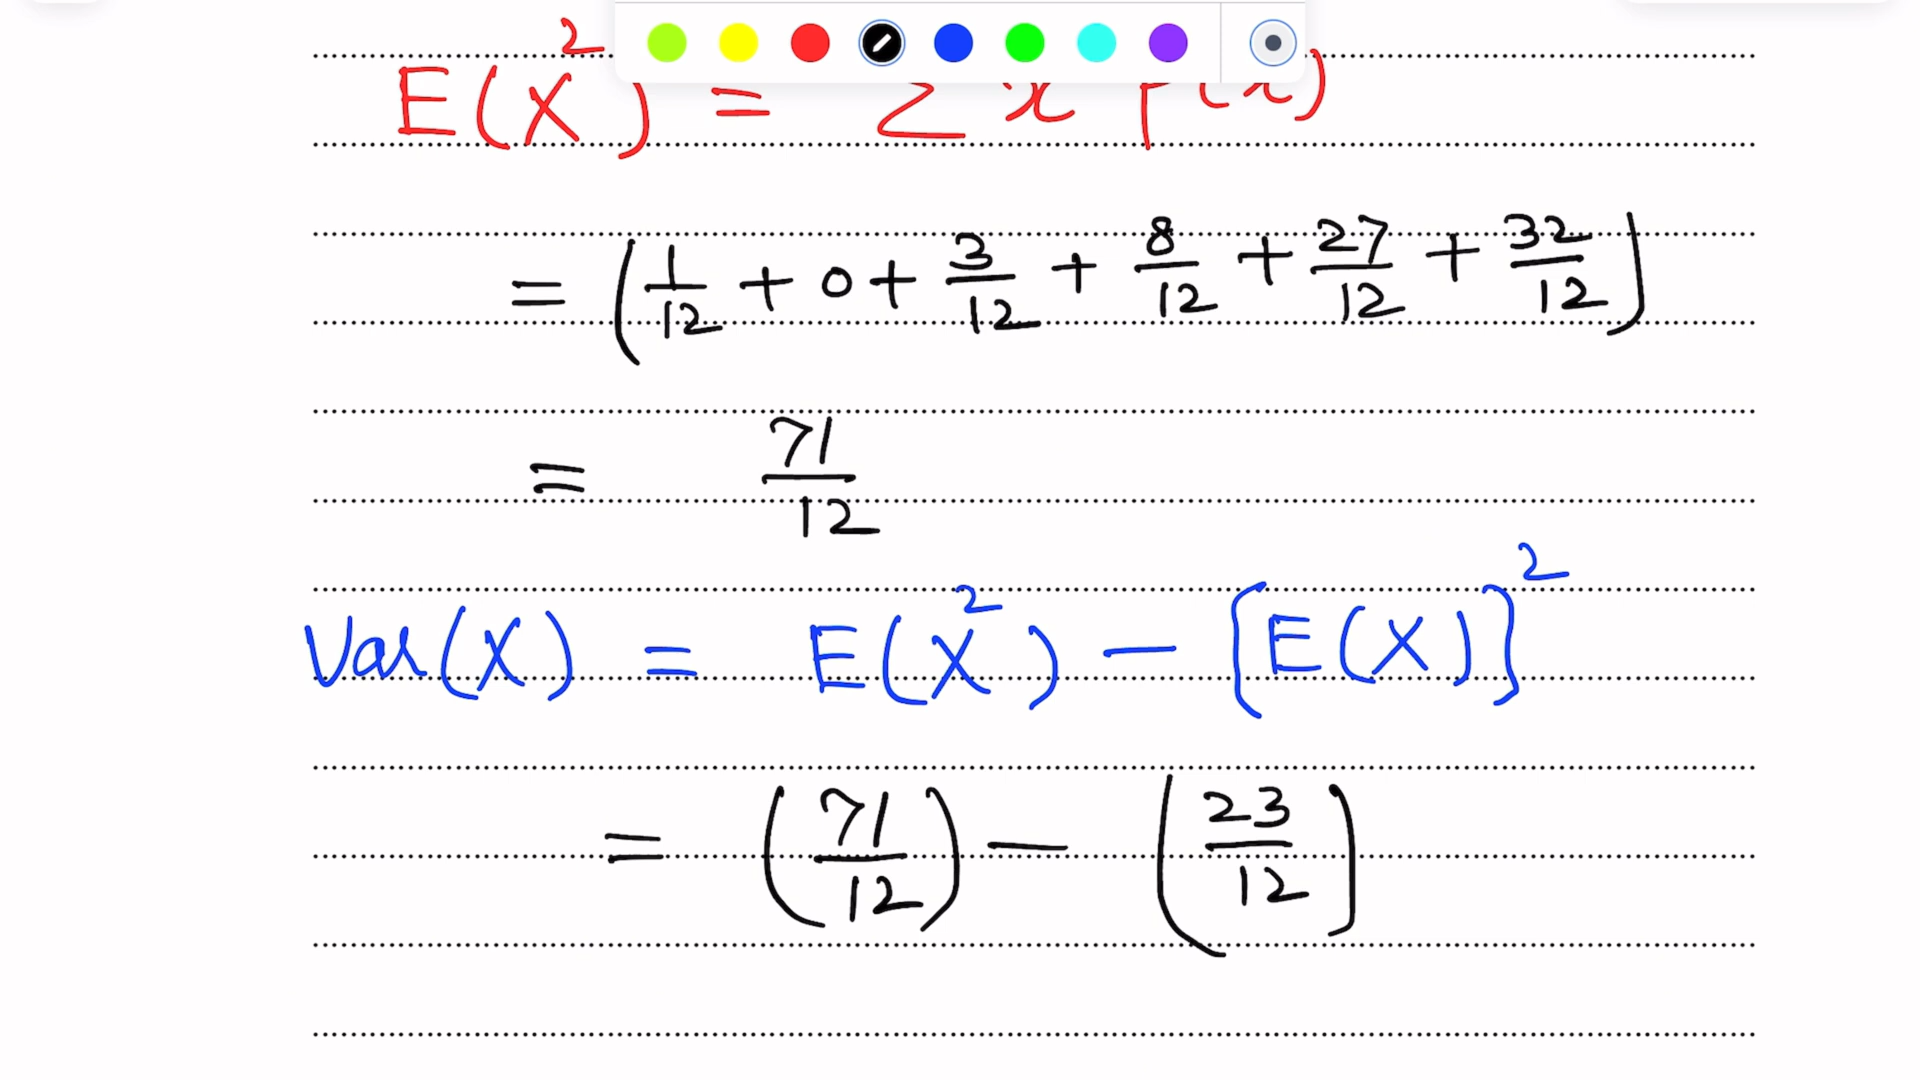 E(X²) = Σ x p(x)
= (1/12 + 0 + 3/12 + 8/12 + 27/12 + 32/12)
= 71/12
Var(X) = E(X²) - [E(X)]²
= (71/12) - (23/12)